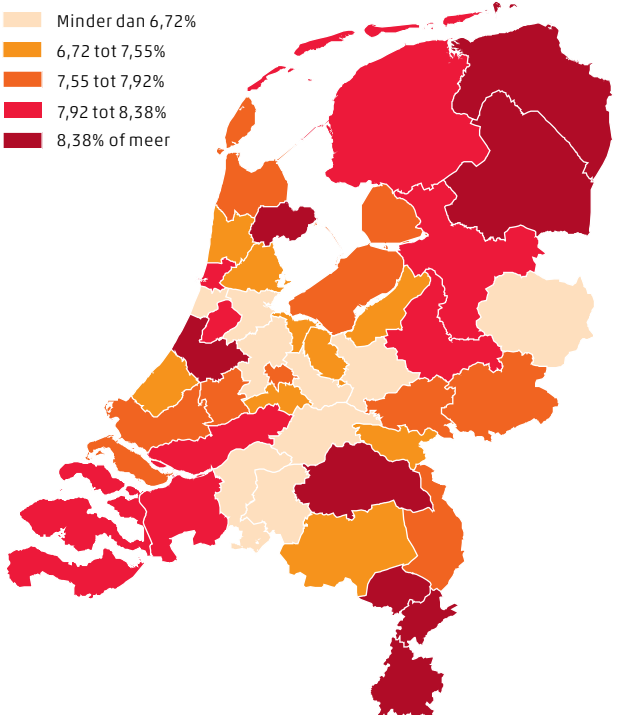 Minder dan 6,72%
6,72 tot 7,55%
7,55 tot 7,92%
7,92 tot 8,38%
8,38% of meer